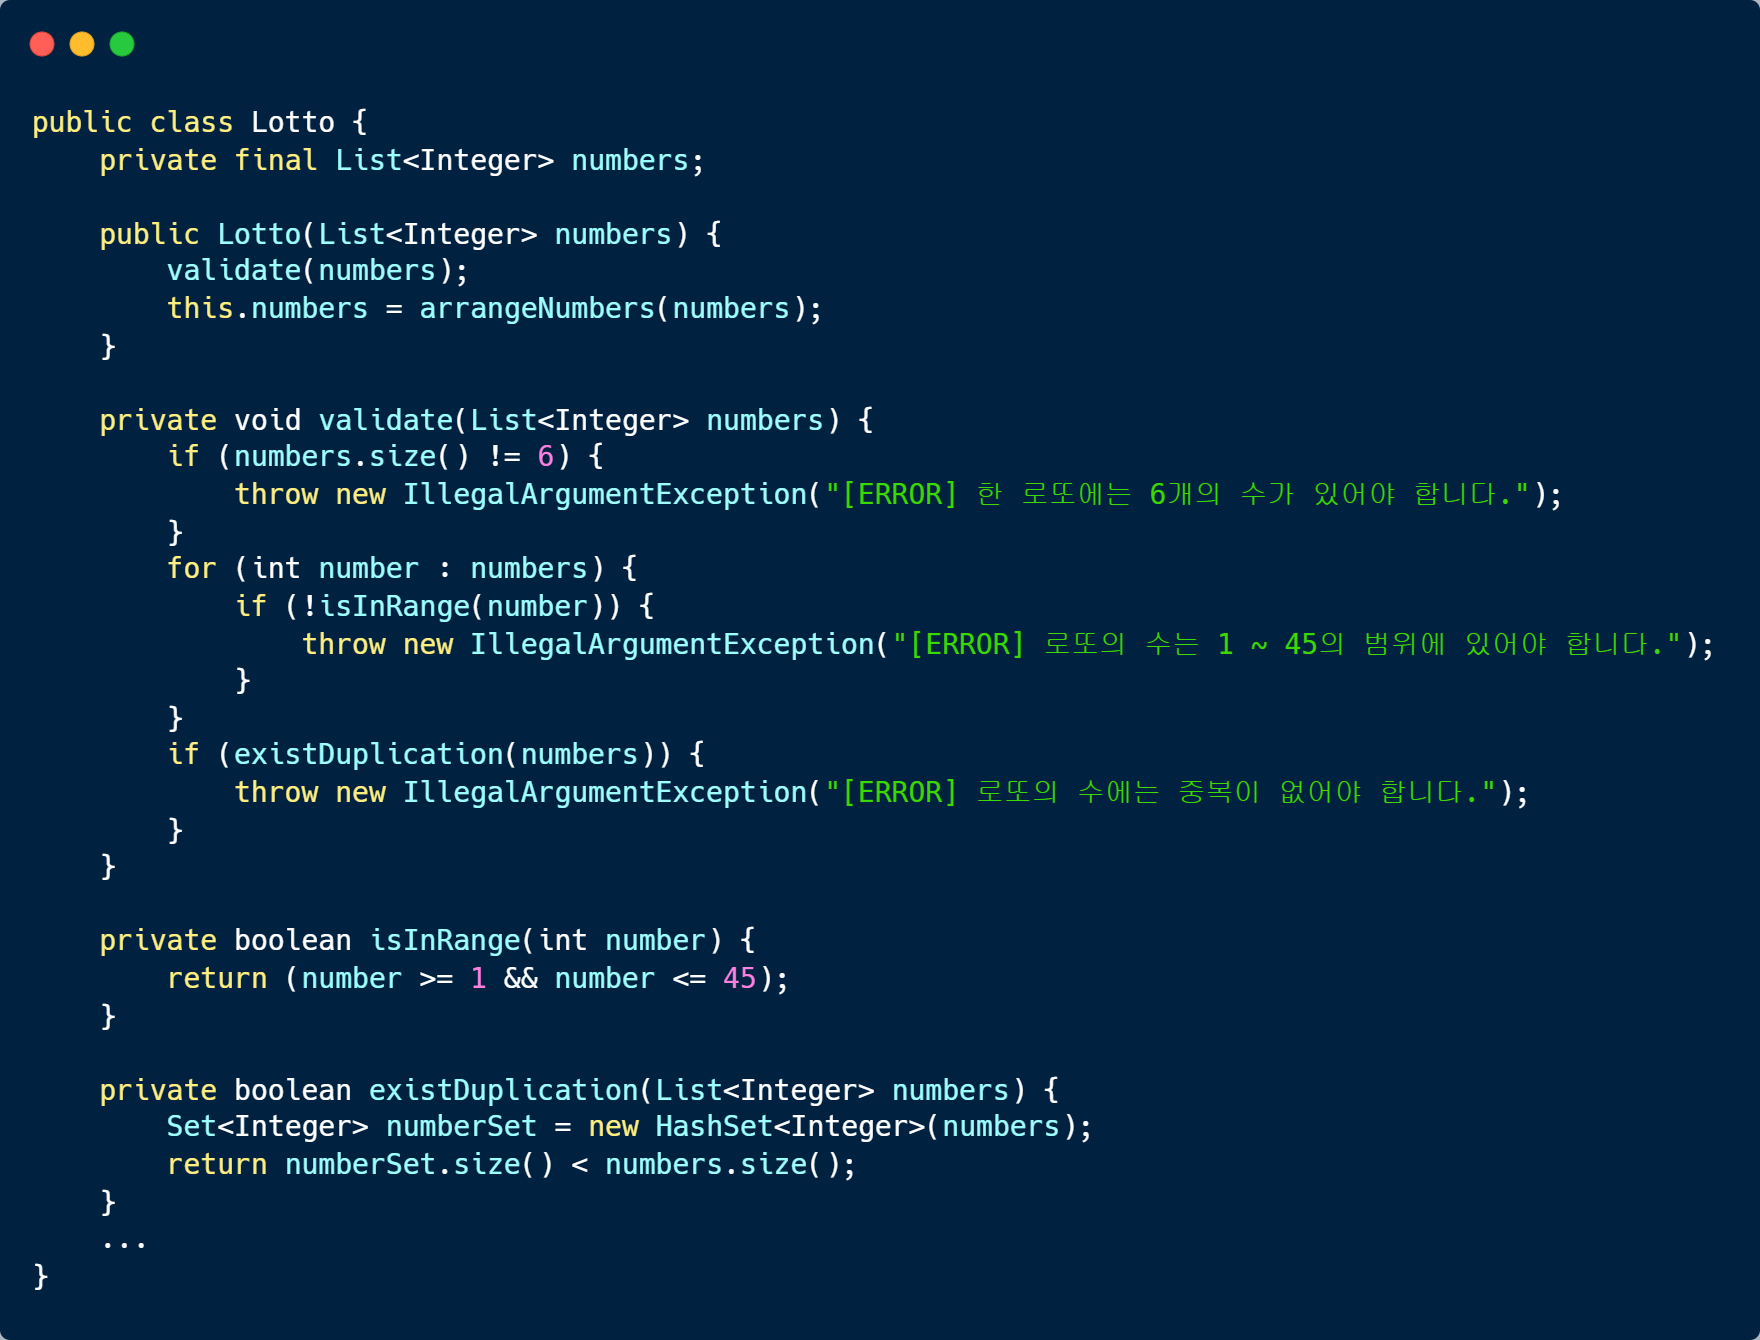 public class Lotto {
    private final List<Integer> numbers;

    public Lotto(List<Integer> numbers) {
        validate(numbers);
        this.numbers = arrangeNumbers(numbers);
    }

    private void validate(List<Integer> numbers) {
        if (numbers.size() != 6) {
            throw new IllegalArgumentException("[ERROR] 한 로또에는 6개의 수가 있어야 합니다.");
        }
        for (int number : numbers) {
            if (!isInRange(number)) {
                throw new IllegalArgumentException("[ERROR] 로또의 수는 1 ~ 45의 범위에 있어야 합니다.");
            }
        }
        if (existDuplication(numbers)) {
            throw new IllegalArgumentException("[ERROR] 로또의 수에는 중복이 없어야 합니다.");
        }
    }

    private boolean isInRange(int number) {
        return (number >= 1 && number <= 45);
    }

    private boolean existDuplication(List<Integer> numbers) {
        Set<Integer> numberSet = new HashSet<Integer>(numbers);
        return numberSet.size() < numbers.size();
    }
    ...
}